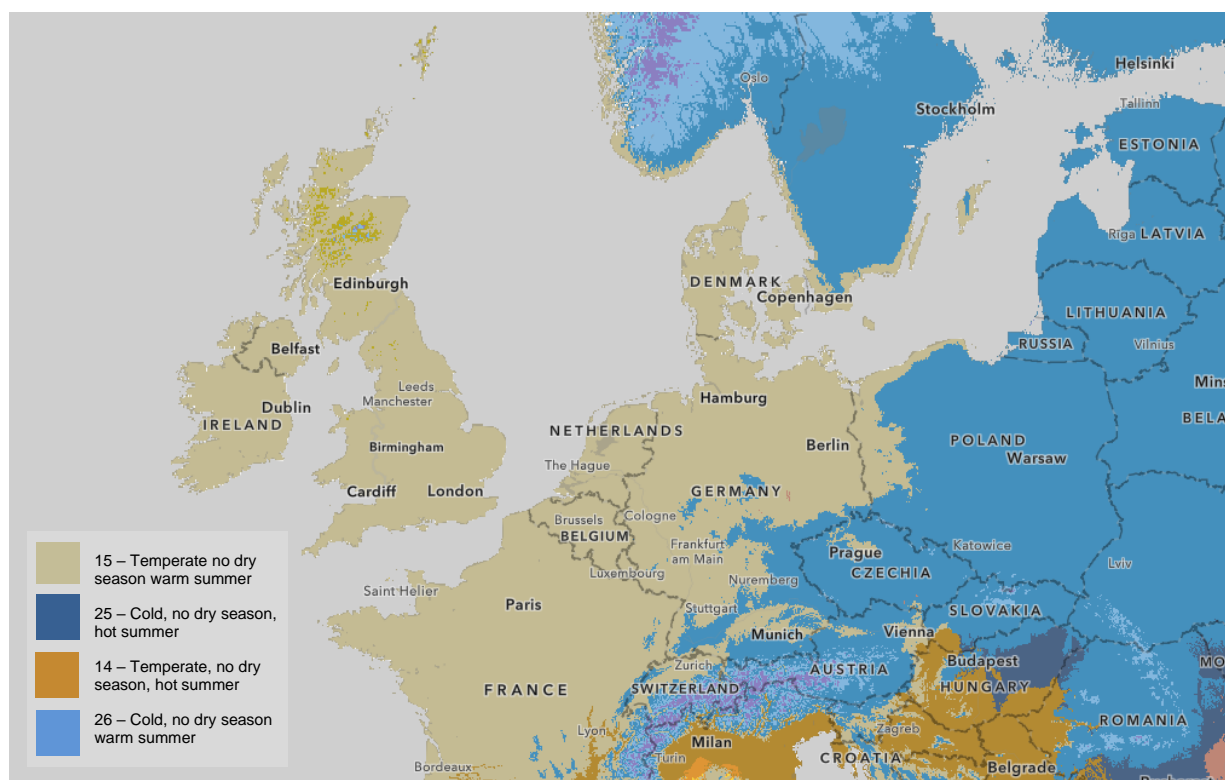 Helsinki
Oslo
Tallinn
Stockholm
ESTONIA
Riga LATVIA
Edinburgh
DENMARK
Copenhagen
LITHUANIA
RUSSIA
Vilnius
Belfast
Mins
Leeds
Manchester
Hamburg
Dublin
IRELAND
BELA
NETHERLANDS
Birmingham
Berlin
POLAND
Warsaw
The Hague
Cardiff
London
GERMANY
Brussels
Cologne
BELGIUM
Frankfurt
am Main
Prague
Katowice
Lviv
CZECHIA
Luxembourg
Nuremberg
Saint Helier
Paris
Stuttgart
SLOVAKIA
Munich
Vienna
Zurich
Budapest
MO
AUSTRIA
FRANCE
SWITZERLAND
HUNGARY
ROMANIA
Lyon
Milan
Zagreb
Turin
CROATIA
Bordeaux
Belgrade
15 – Temperate no dry
season warm summer
25 – Cold, no dry season,
hot summer
14 – Temperate, no dry
season, hot summer
26 – Cold, no dry season
warm summer